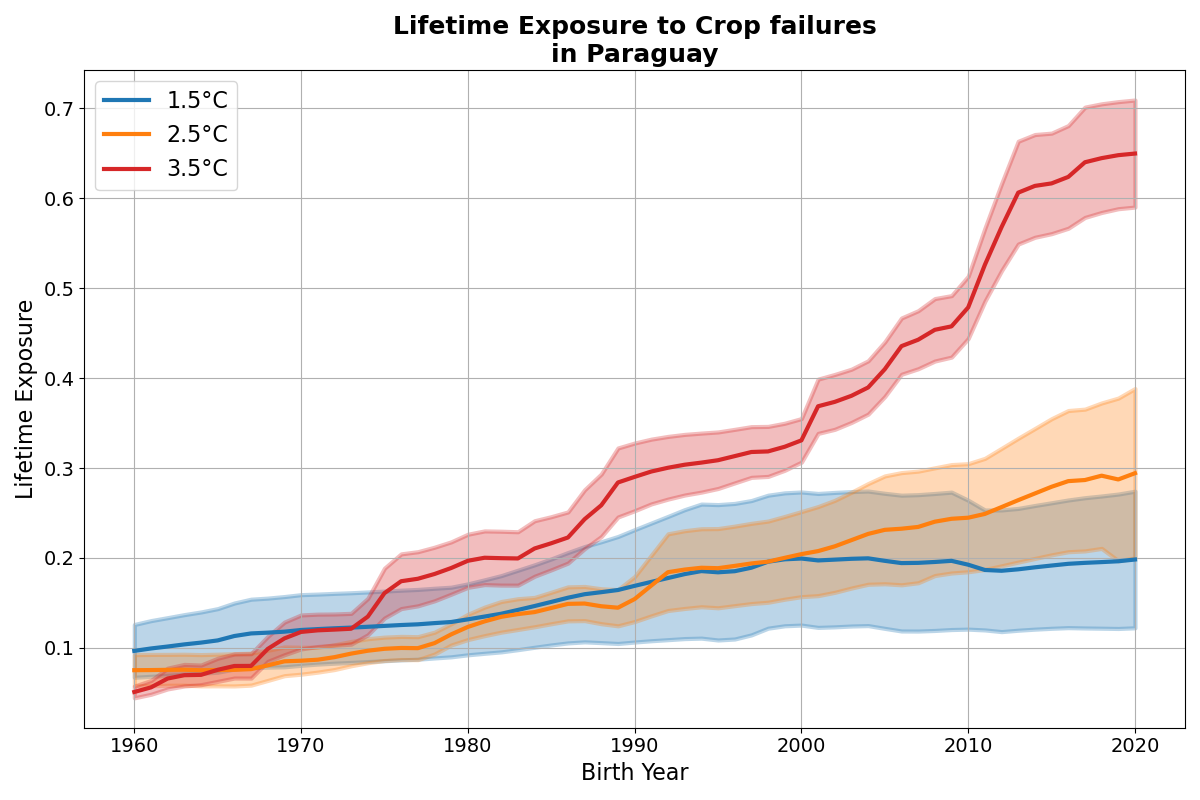 Lifetime Exposure to Crop failures
in Paraguay
1.5°C
2.5°C
3.5°C
Lifetime Exposure
0.7
0.6
0.5
0.4
0.3
0.2
0.1
1960 1970 1980 1990 2000 2010 2020
Birth Year